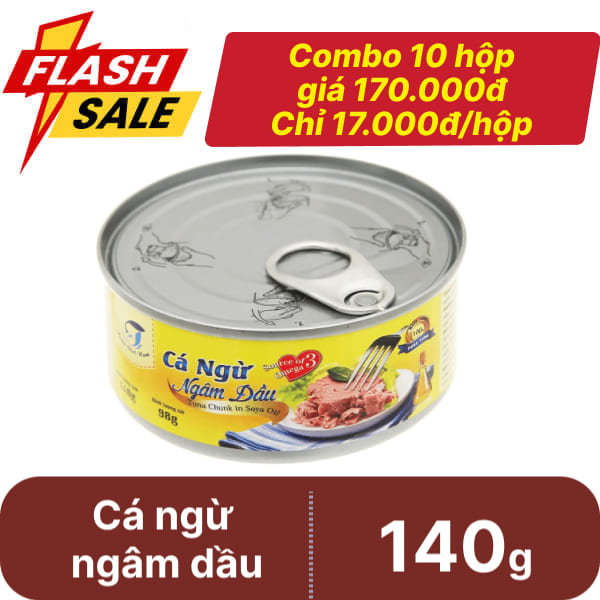 FLASH
SALE
Combo 10 hộp
giá 170.000đ
Chỉ 17.000đ/hộp
Cá Ngừ
Ngâm Dầu
Tuna Chunk in Soya Oil
Source of
Omega 3
100%
98g
Cá ngừ
ngâm dầu
140g